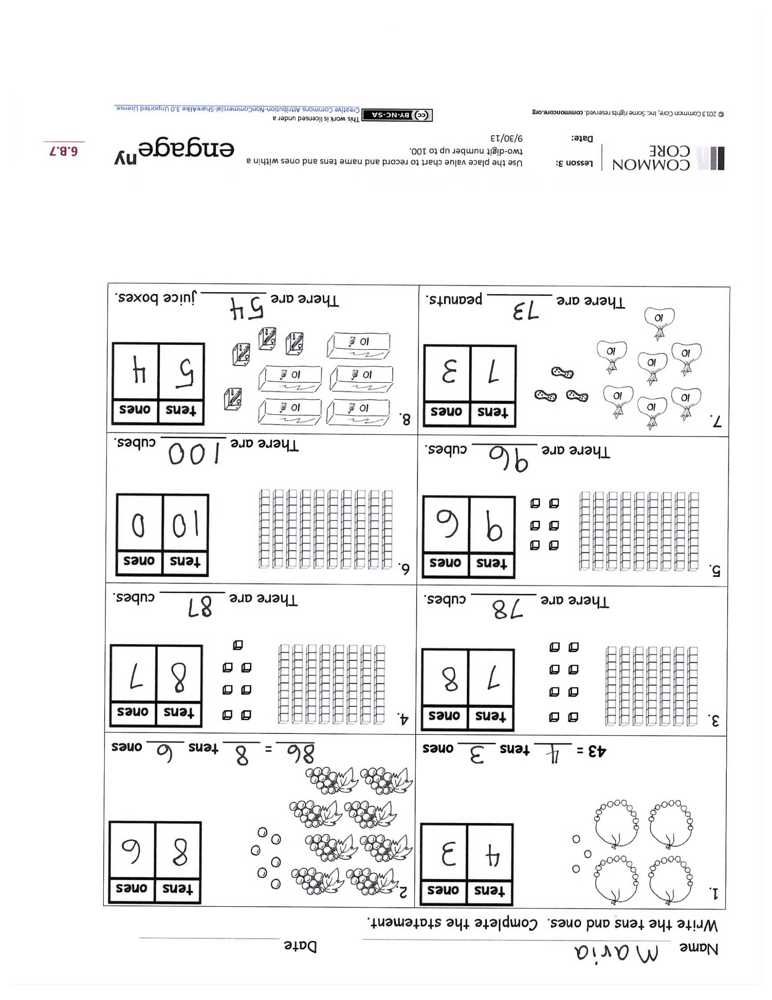 Name Maria Date
Write the tens and ones. Complete the statement.
1.
tens ones
4 3
43 = 4 tens 3 ones
2.
tens ones
8 6
86 = 8 tens 6 ones
3.
tens ones
7 8
There are 78 cubes.
4.
tens ones
8 7
There are 87 cubes.
5.
tens ones
9 6
There are 96 cubes.
6.
tens ones
10 0
There are 100 cubes.
7.
10 10 10
10 10 10
10
tens ones
7 3
There are 73 peanuts.
8.
10 10
10 10
10
tens ones
5 4
There are 54 juice boxes.
COMMON
CORE
Lesson 3: Use the place value chart to record and name tens and ones within a
two-digit number up to 100.
Date: 9/30/13
engage ny
6.B.7
© 2013 Common Core, Inc. Some rights reserved. commoncore.org
(cc) BY-NC-SA
This work is licensed under a
Creative Commons Attribution-NonCommercial-ShareAlike 3.0 Unported License.